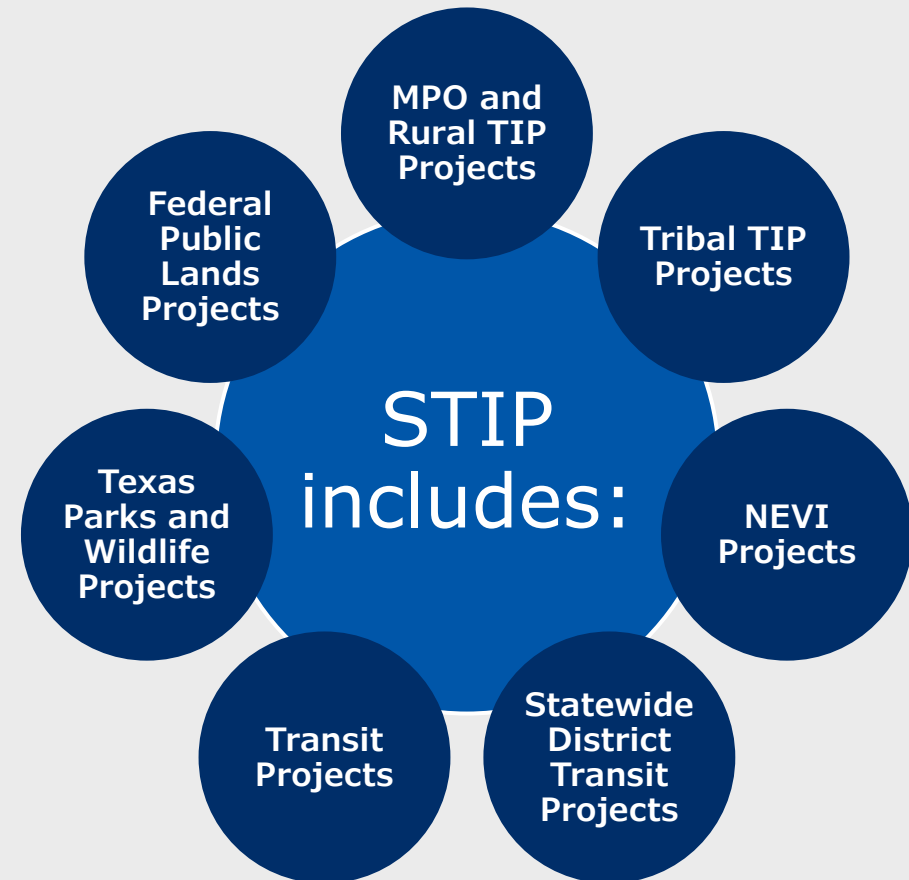 STIP
includes:
MPO and
Rural TIP
Projects
Tribal TIP
Projects
NEVI
Projects
Statewide
District
Transit
Projects
Transit
Projects
Texas
Parks and
Wildlife
Projects
Federal
Public
Lands
Projects